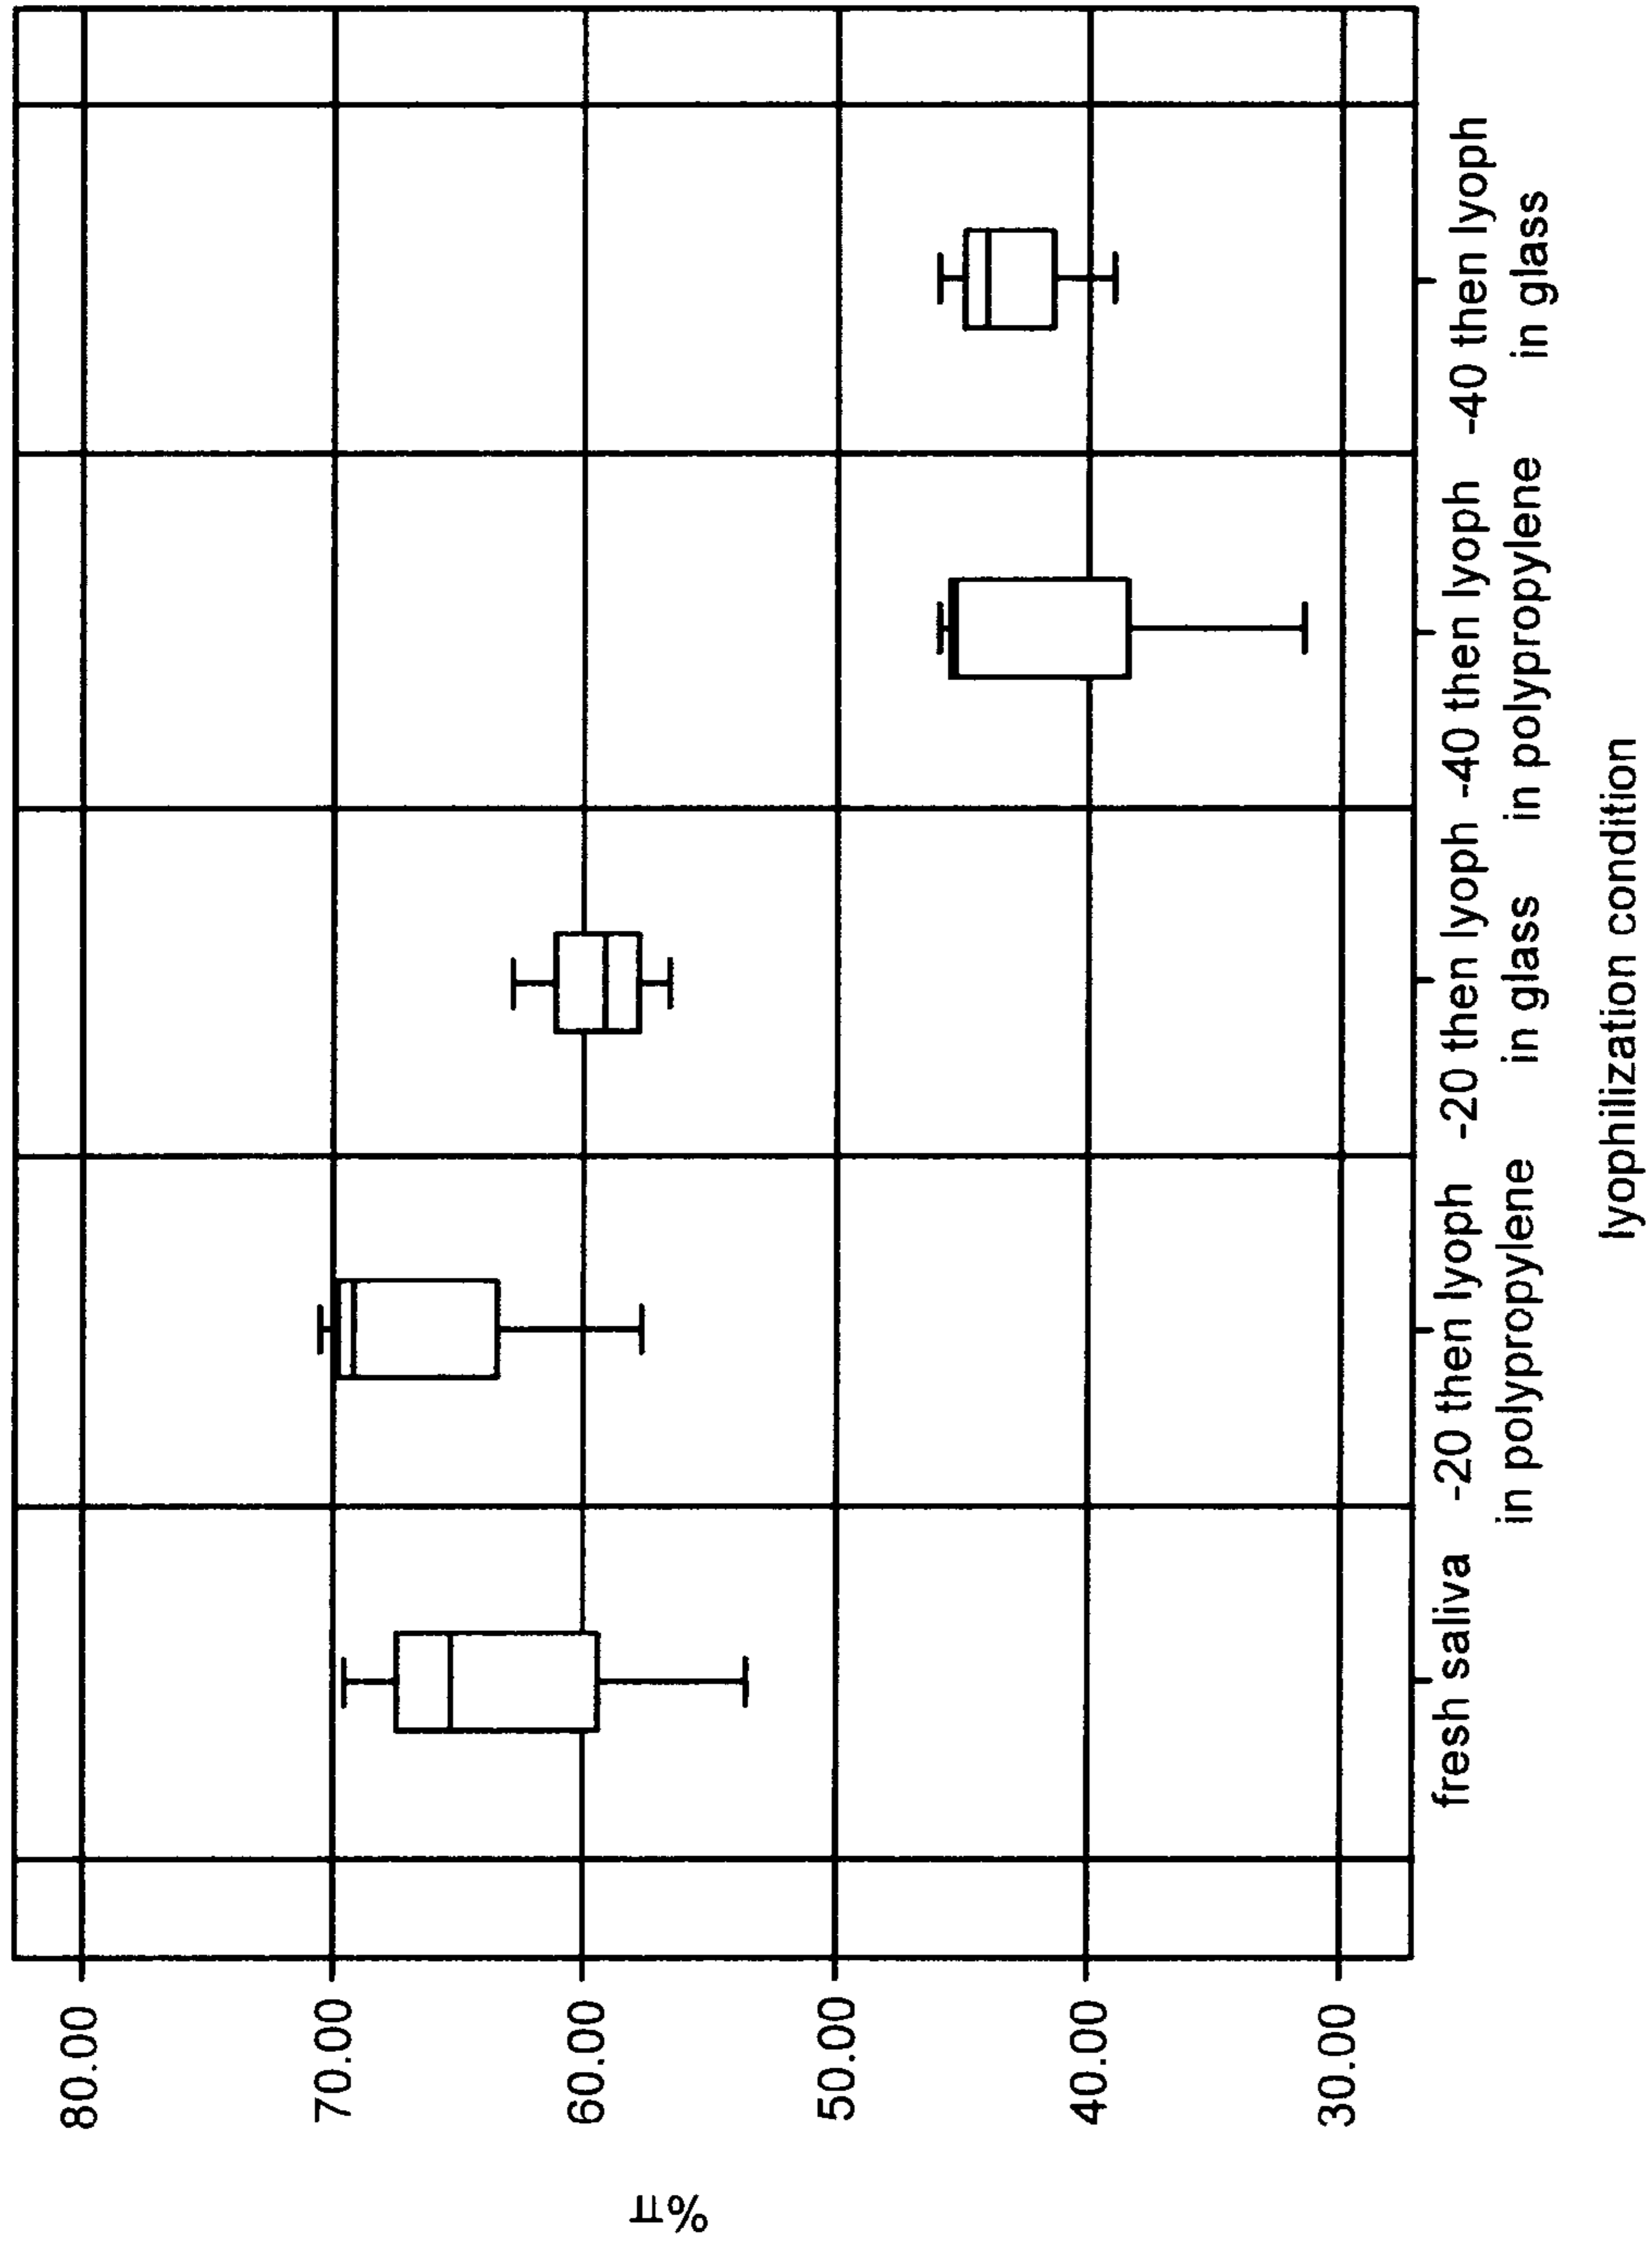 %π
80.00
70.00
60.00
50.00
40.00
30.00
fresh saliva
-20 then lyoph
in polypropylene
-20 then lyoph
in glass
-40 then lyoph
in polypropylene
-40 then lyoph
in glass
lyophilization condition